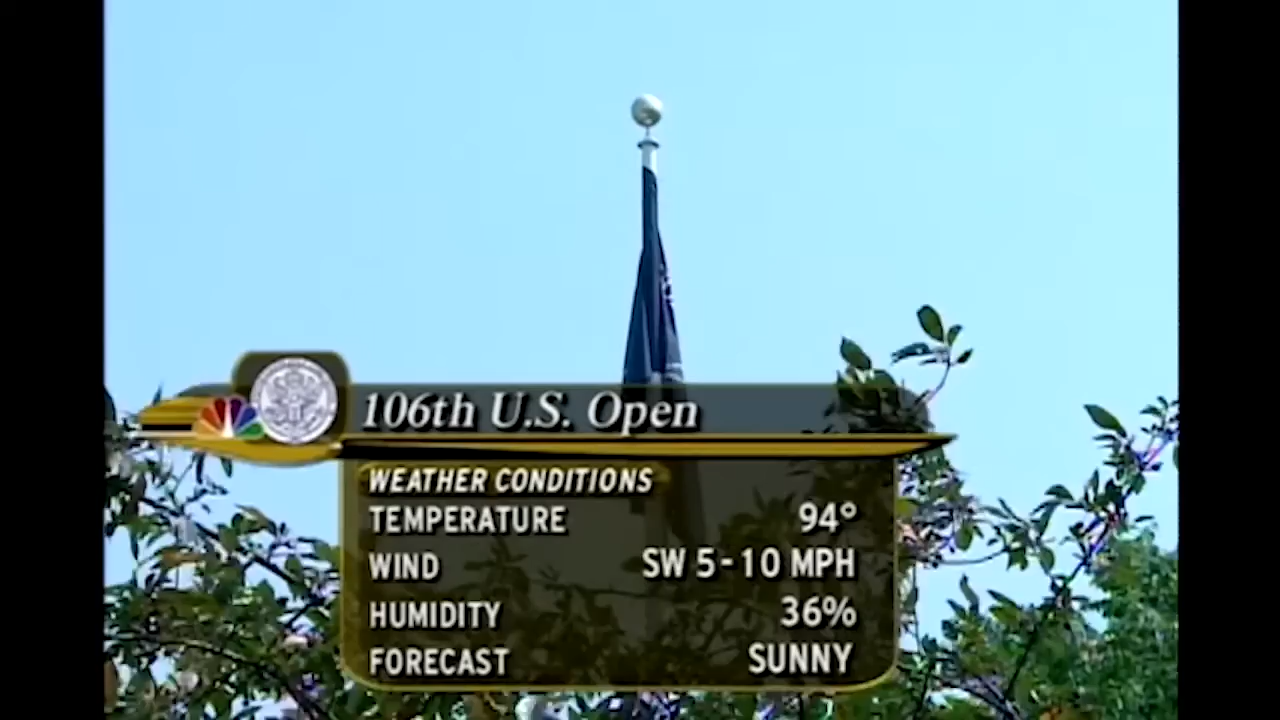 106th U.S. Open
WEATHER CONDITIONS
TEMPERATURE 94°
WIND SW 5-10 MPH
HUMIDITY 36%
FORECAST SUNNY